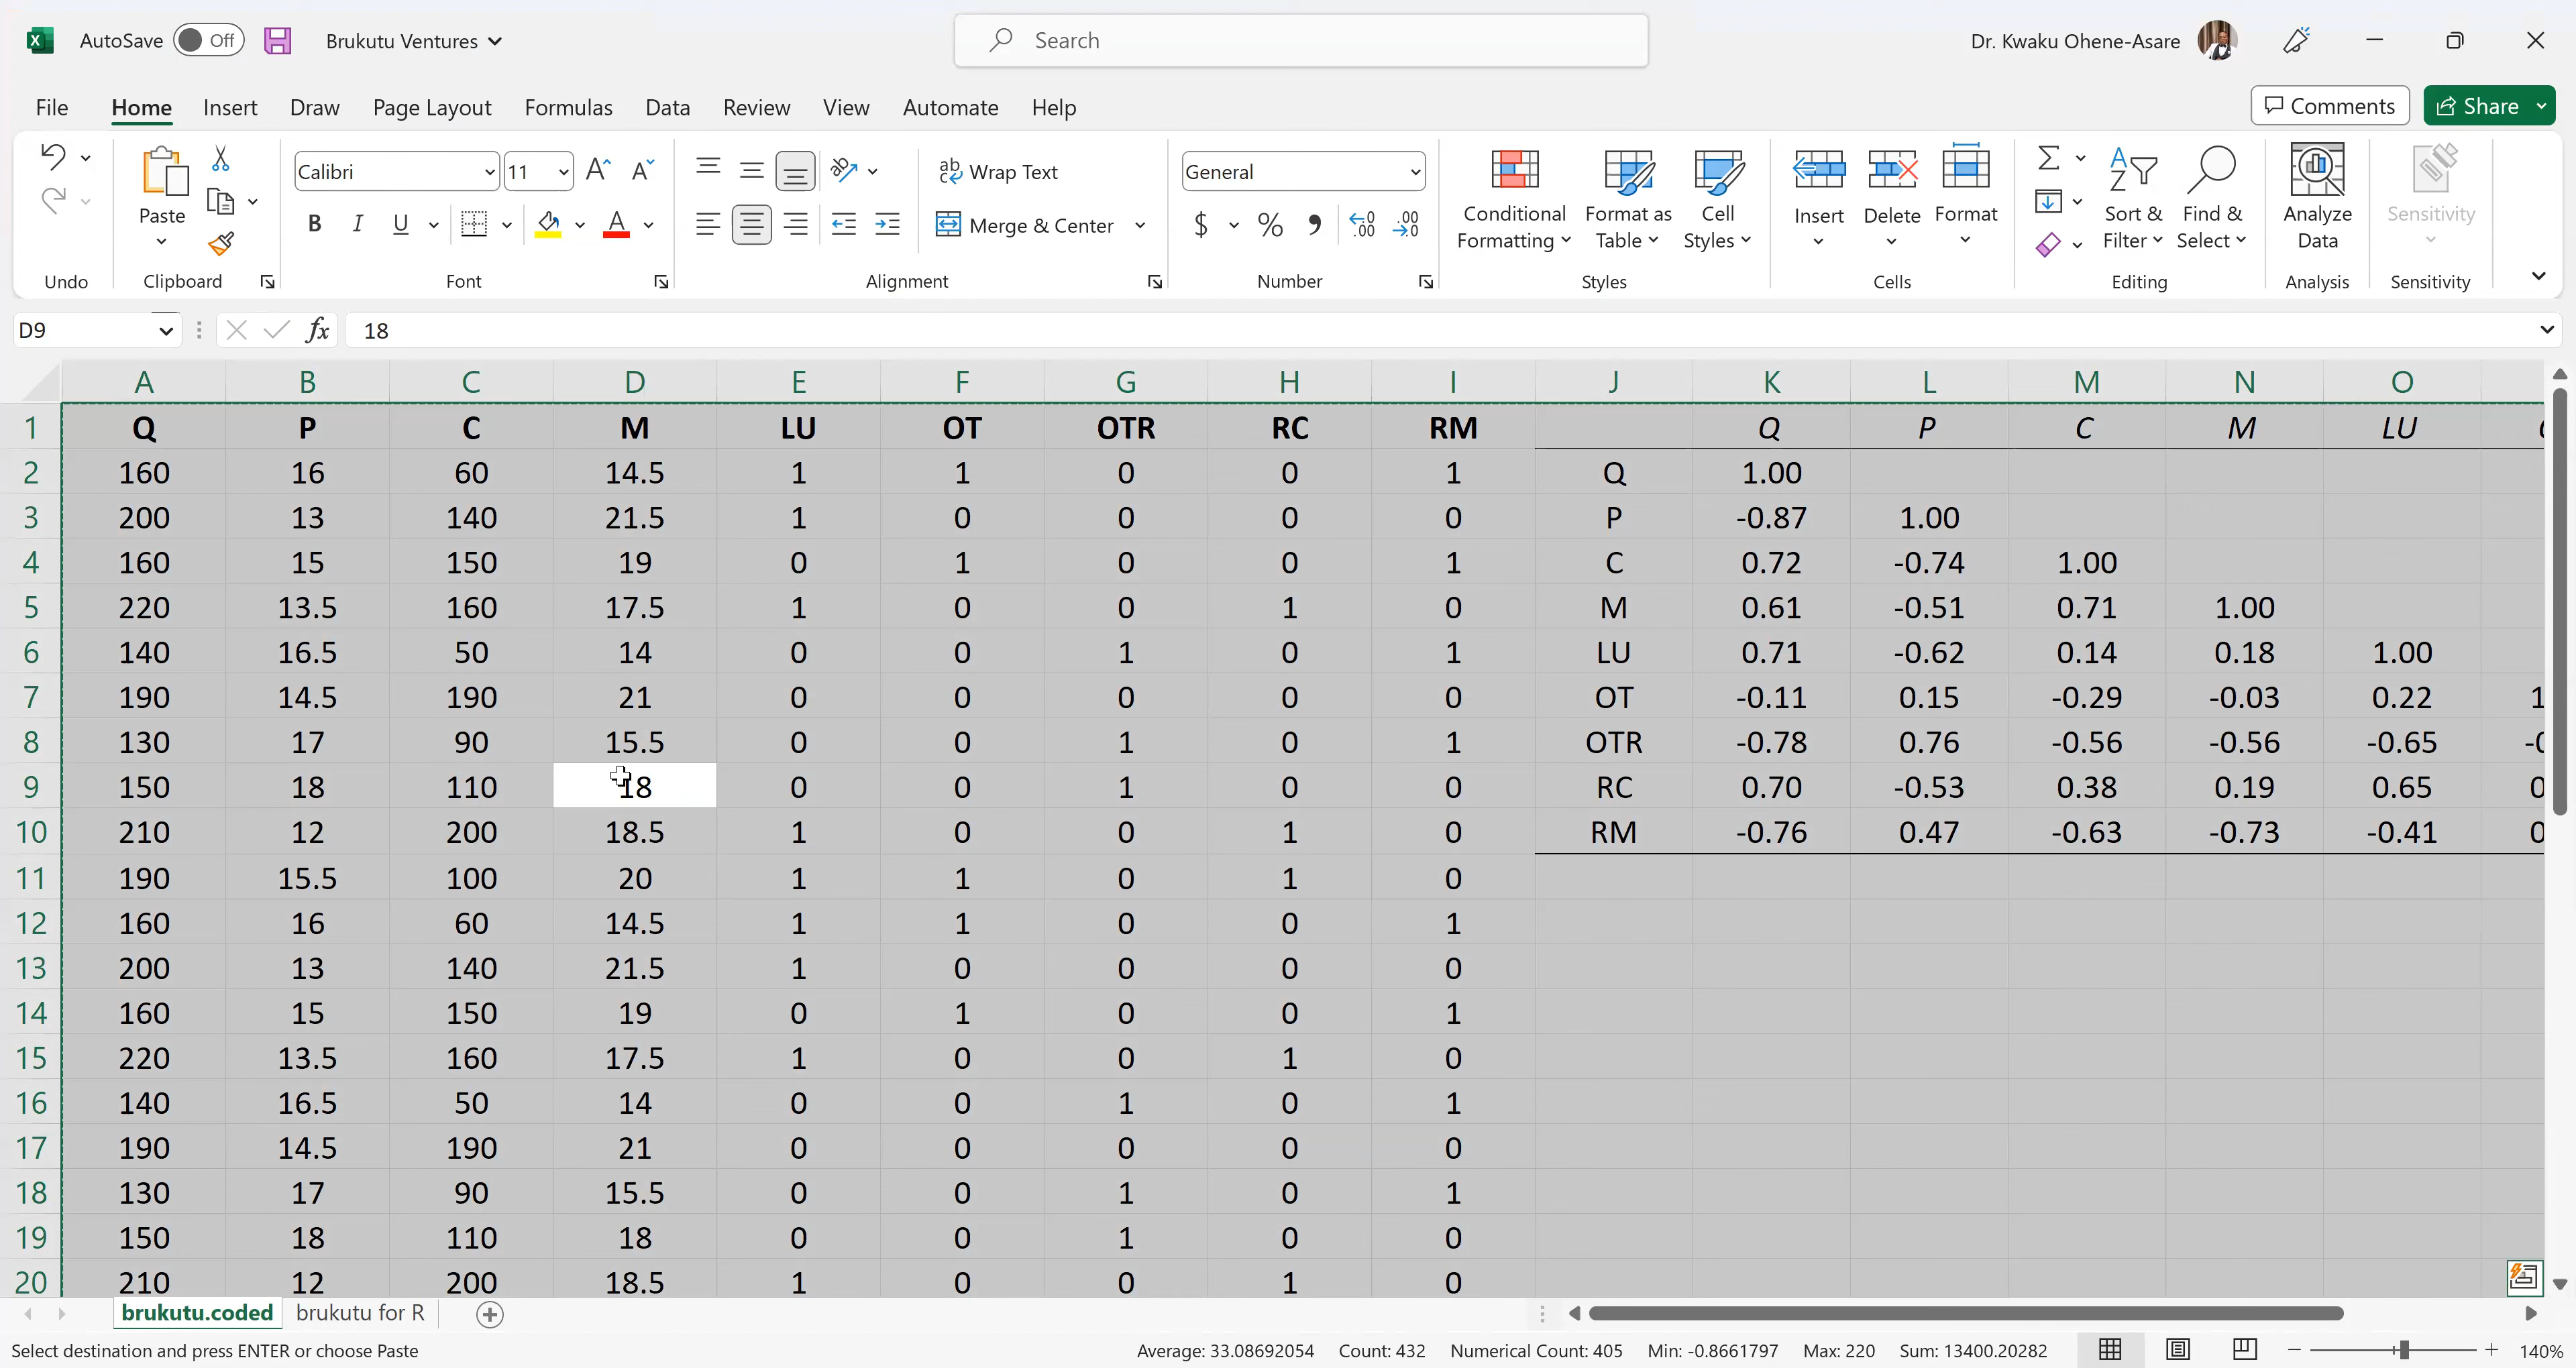 AutoSave Off Brukutu Ventures Search Dr. Kwaku Ohene-Asare
File Home Insert Draw Page Layout Formulas Data Review View Automate Help Comments Share
Calibri 11 ab Wrap Text General
Paste B I U A Merge & Center $ % Conditional Formatting Format as Table Cell Styles Insert Delete Format Sort & Filter Find & Select Analyze Data Sensitivity
Undo Clipboard Font Alignment Number Styles Cells Editing Analysis Sensitivity
D9 fx 18
A B C D E F G H I J K L M N O
1 Q P C M LU OT OTR RC RM Q P C M LU
2 160 16 60 14.5 1 1 0 0 1 Q 1.00
3 200 13 140 21.5 1 0 0 0 0 P -0.87 1.00
4 160 15 150 19 0 1 0 0 1 C 0.72 -0.74 1.00
5 220 13.5 160 17.5 1 0 0 1 0 M 0.61 -0.51 0.71 1.00
6 140 16.5 50 14 0 0 1 0 1 LU 0.71 -0.62 0.14 0.18 1.00
7 190 14.5 190 21 0 0 0 0 0 OT -0.11 0.15 -0.29 -0.03 0.22
8 130 17 90 15.5 0 0 1 0 1 OTR -0.78 0.76 -0.56 -0.56 -0.65
9 150 18 110 18 0 0 1 0 0 RC 0.70 -0.53 0.38 0.19 0.65
10 210 12 200 18.5 1 0 0 1 0 RM -0.76 0.47 -0.63 -0.73 -0.41
11 190 15.5 100 20 1 1 0 1 0
12 160 16 60 14.5 1 1 0 0 1
13 200 13 140 21.5 1 0 0 0 0
14 160 15 150 19 0 1 0 0 1
15 220 13.5 160 17.5 1 0 0 1 0
16 140 16.5 50 14 0 0 1 0 1
17 190 14.5 190 21 0 0 0 0 0
18 130 17 90 15.5 0 0 1 0 1
19 150 18 110 18 0 0 1 0 0
20 210 12 200 18.5 1 0 0 1 0
brukutu.coded brukutu for R
Select destination and press ENTER or choose Paste Average: 33.08692054 Count: 432 Numerical Count: 405 Min: -0.8661797 Max: 220 Sum: 13400.20282 140%